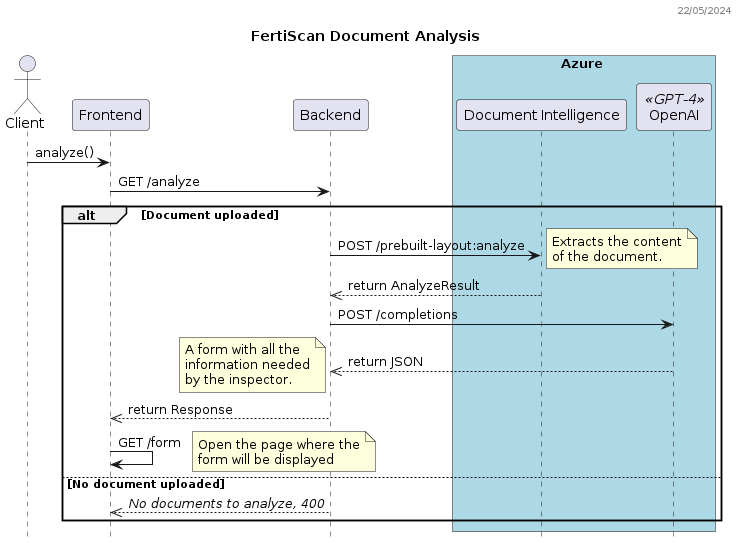 22/05/2024
FertiScan Document Analysis
Azure
Client
Frontend
Backend
Document Intelligence
«GPT-4»
OpenAI
analyze()
GET /analyze
alt [Document uploaded]
POST /prebuilt-layout:analyze
Extracts the content
of the document.
return AnalyzeResult
POST /completions
A form with all the
information needed
by the inspector.
return JSON
return Response
GET /form
Open the page where the
form will be displayed
[No document uploaded]
No documents to analyze, 400